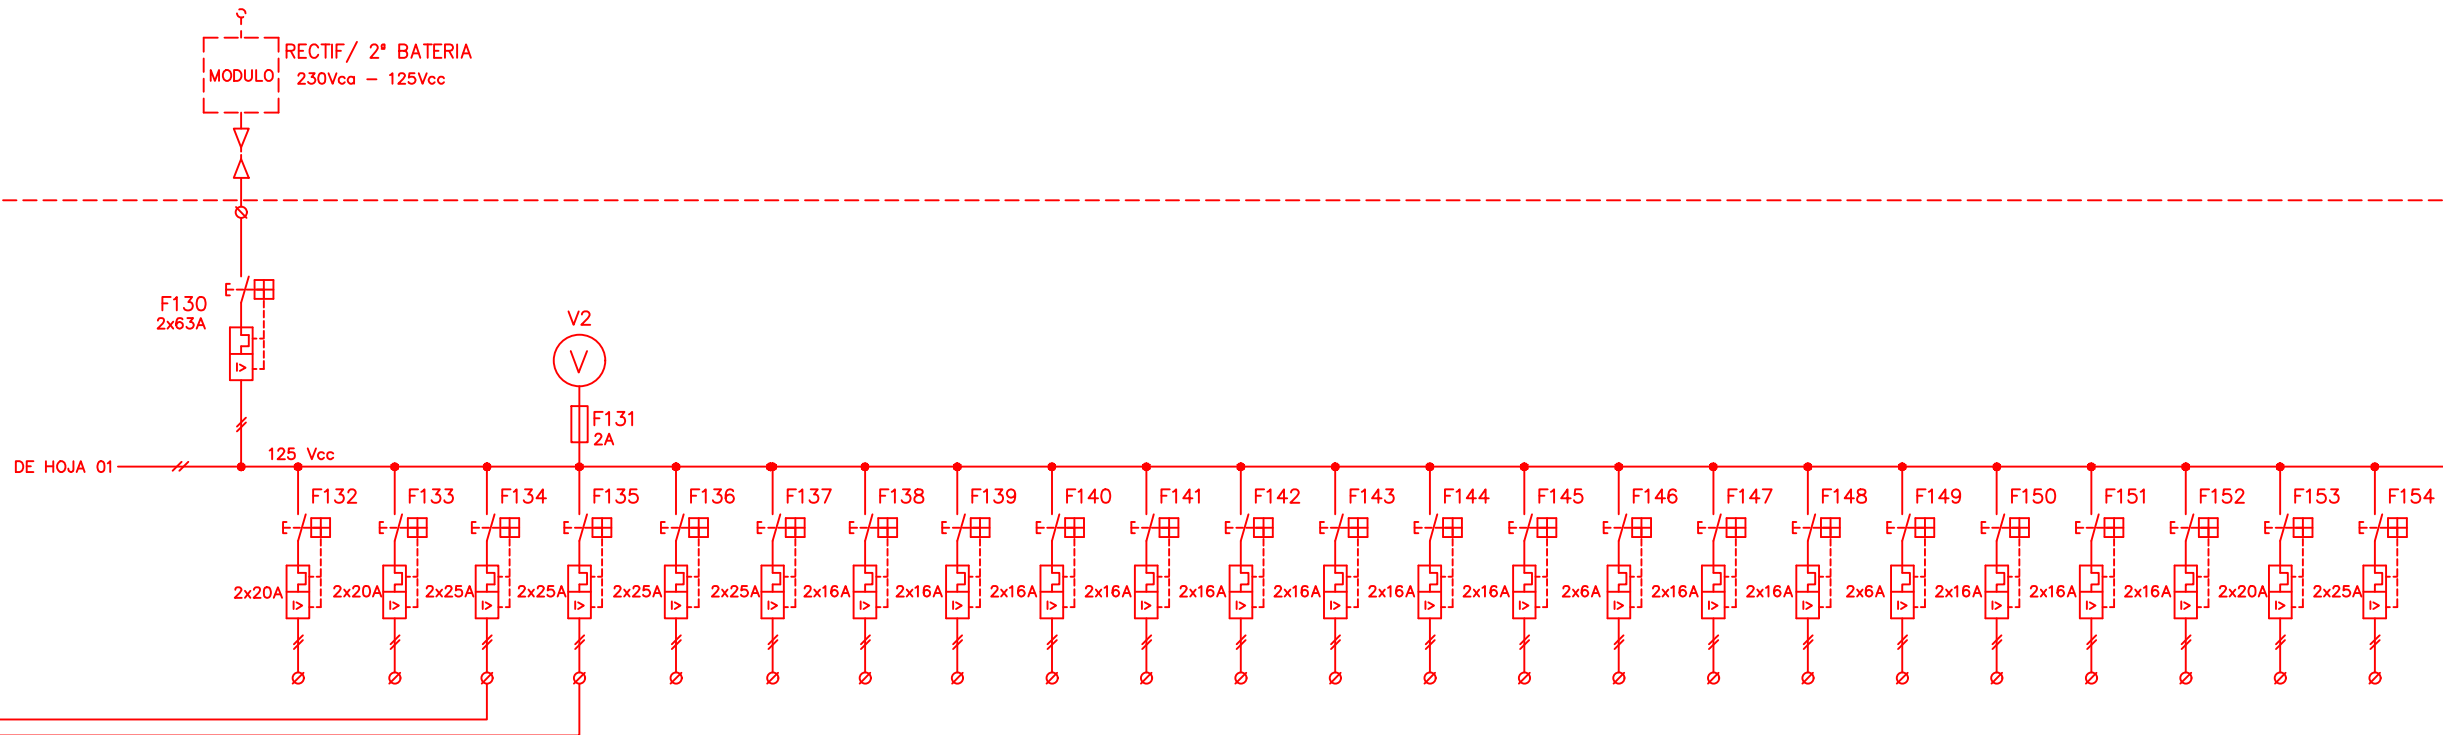 RECTIF/ 2ª BATERIA
MODULO
230Vca - 125Vcc
F130
2x63A
V2
V
F131
2A
I>
125 Vcc
DE HOJA 01
F132 F133 F134 F135 F136 F137 F138 F139 F140 F141 F142 F143 F144 F145 F146 F147 F148 F149 F150 F151 F152 F153 F154
2x20A 2x20A 2x25A 2x25A 2x25A 2x25A 2x16A 2x16A 2x16A 2x16A 2x16A 2x16A 2x16A 2x16A 2x6A 2x16A 2x16A 2x6A 2x16A 2x16A 2x16A 2x20A 2x25A
I> I> I> I> I> I> I> I> I> I> I> I> I> I> I> I> I> I> I> I> I> I> I>